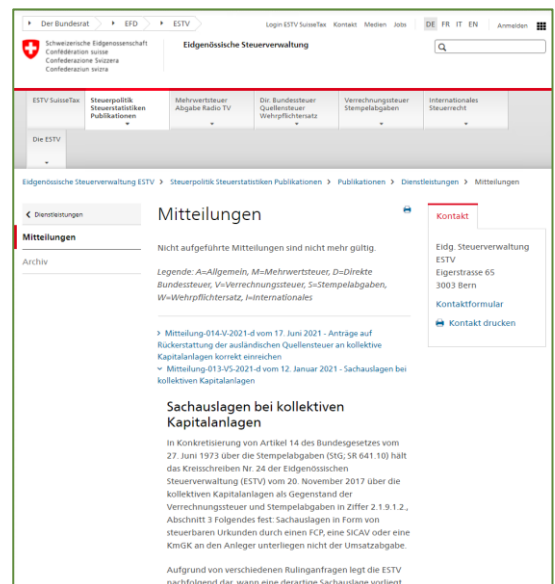 Der Bundesrat EFD ESTV Login ESTV SuisseTax Kontakt Medien Jobs DE FR IT EN Anmelden
Schweizerische Eidgenossenschaft
Confédération suisse
Confederazione Svizzera
Confederaziun svizra
Eidgenössische Steuerverwaltung
ESTV SuisseTax
Steuerpolitik
Steuerstatistiken
Publikationen
Mehrwertsteuer
Abgabe Radio TV
Dir. Bundessteuer
Quellensteuer
Wehrpflichtersatz
Verrechnungssteuer
Stempelabgaben
Internationales
Steuerrecht
Die ESTV
Eidgenössische Steuerverwaltung ESTV > Steuerpolitik Steuerstatistiken Publikationen > Publikationen > Dienstleistungen > Mitteilungen
Dienstleistungen
Mitteilungen
Archiv
Mitteilungen
Nicht aufgeführte Mitteilungen sind nicht mehr gültig.
Legende: A=Allgemein, M=Mehrwertsteuer, D=Direkte
Bundessteuer, V=Verrechnungssteuer, S=Stempelabgaben,
W=Wehrpflichtersatz, I=Internationales
> Mitteilung-014-V-2021-d vom 17. Juni 2021 - Anträge auf
Rückerstattung der ausländischen Quellensteuer an kollektive
Kapitalanlagen korrekt einreichen
Mitteilung-013-VS-2021-d vom 12. Januar 2021 - Sachauslagen bei
kollektiven Kapitalanlagen
Sachauslagen bei kollektiven
Kapitalanlagen
In Konkretisierung von Artikel 14 des Bundesgesetzes vom
27. Juni 1973 über die Stempelabgaben (StG; SR 641.10) hält
das Kreisschreiben Nr. 24 der Eidgenössischen
Steuerverwaltung (ESTV) vom 20. November 2017 über die
kollektiven Kapitalanlagen als Gegenstand der
Verrechnungssteuer und Stempelabgaben in Ziffer 2.1.9.1.2.,
Abschnitt 3 Folgendes fest: Sachauslagen in Form von
steuerbaren Urkunden durch einen FCP, eine SICAV oder eine
KmGK an den Anleger unterliegen nicht der Umsatzabgabe.
Aufgrund von verschiedenen Rulinganfragen legt die ESTV
nachfolgend dar, wann eine derartige Sachauslage vorliegt
Kontakt
Eidg. Steuerverwaltung
ESTV
Eigerstrasse 65
3003 Bern
Kontaktformular
Kontakt drucken